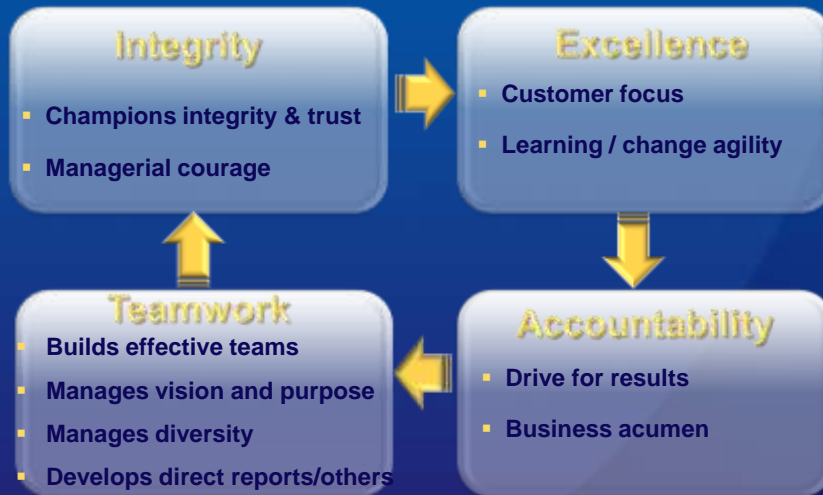 Integrity
▪ Champions integrity & trust
▪ Managerial courage
Excellence
▪ Customer focus
▪ Learning / change agility
Accountability
▪ Drive for results
▪ Business acumen
Teamwork
▪ Builds effective teams
▪ Manages vision and purpose
▪ Manages diversity
▪ Develops direct reports/others